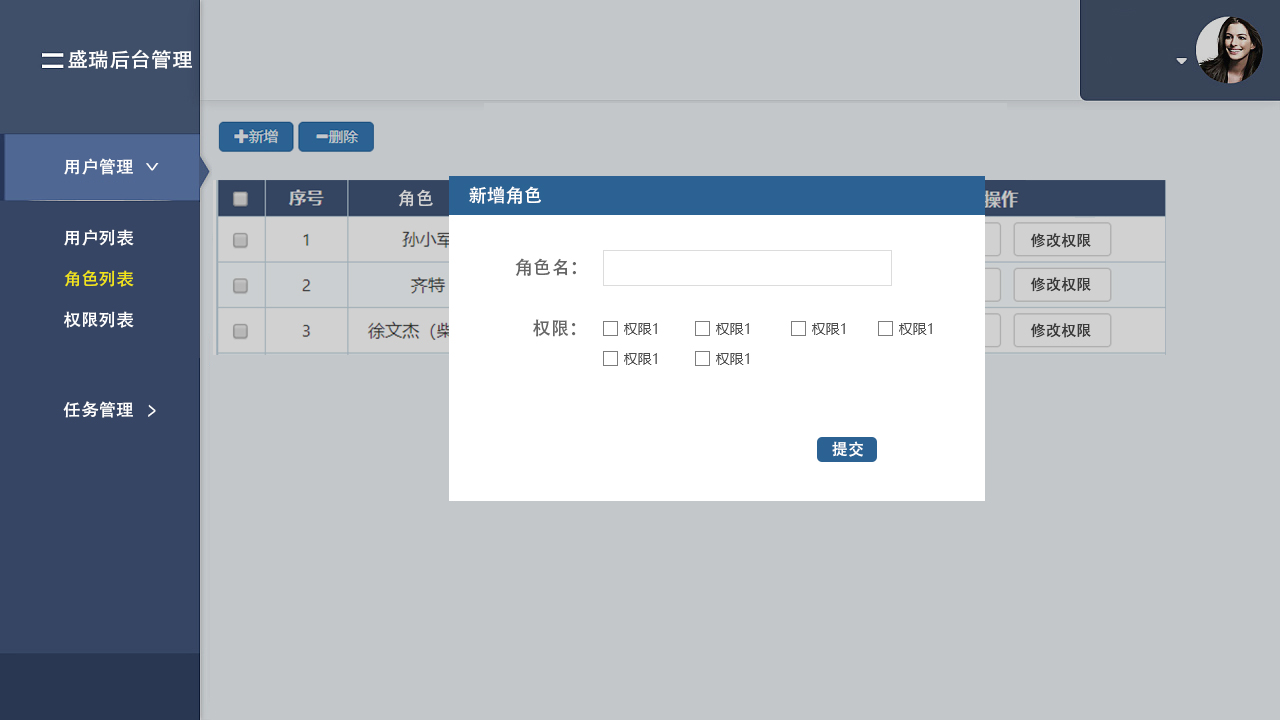 盛瑞后台管理
用户管理
用户列表
角色列表
权限列表
任务管理
新增 删除
序号 角色 操作
1 孙小军 修改权限
2 齐特 修改权限
3 徐文杰（柴 修改权限
新增角色
角色名：
权限： 权限1 权限1 权限1 权限1
权限1 权限1
提交